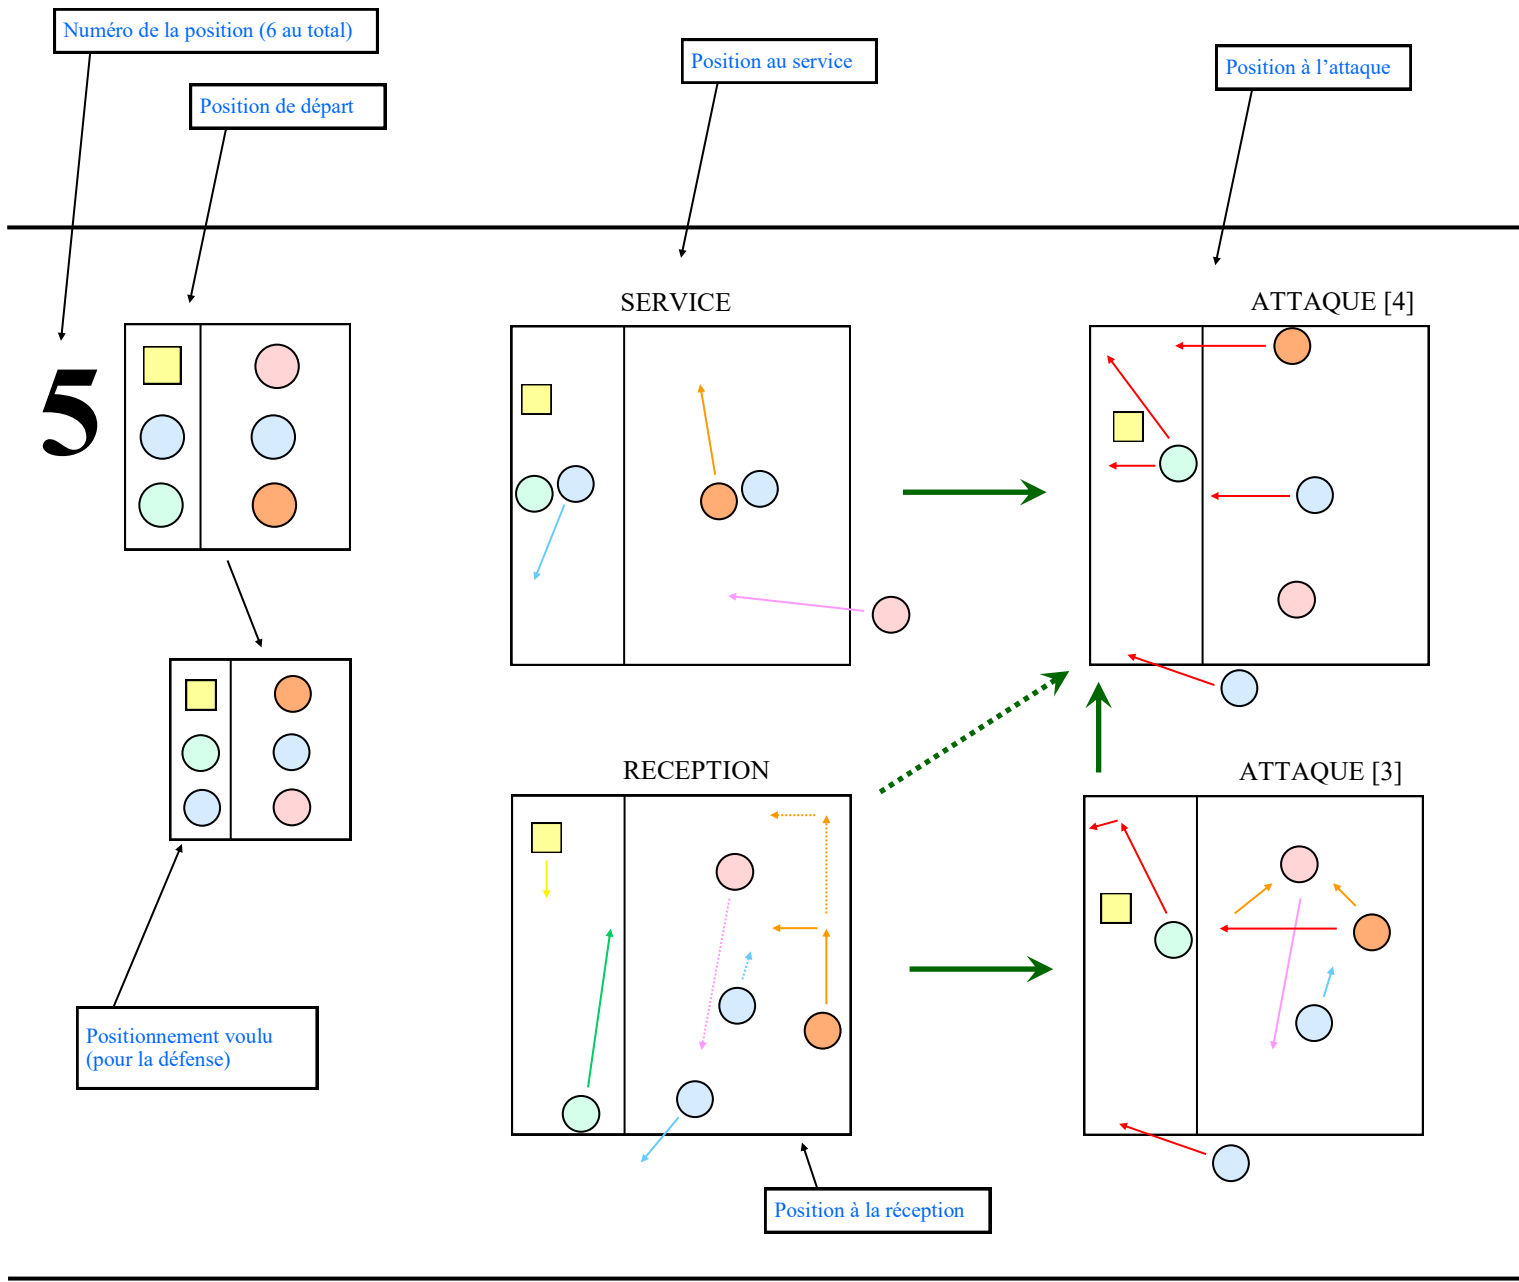 Numéro de la position (6 au total)
Position de départ
Position au service
Position à l'attaque
5
SERVICE
ATTAQUE [4]
RECEPTION
ATTAQUE [3]
Positionnement voulu
(pour la défense)
Position à la réception